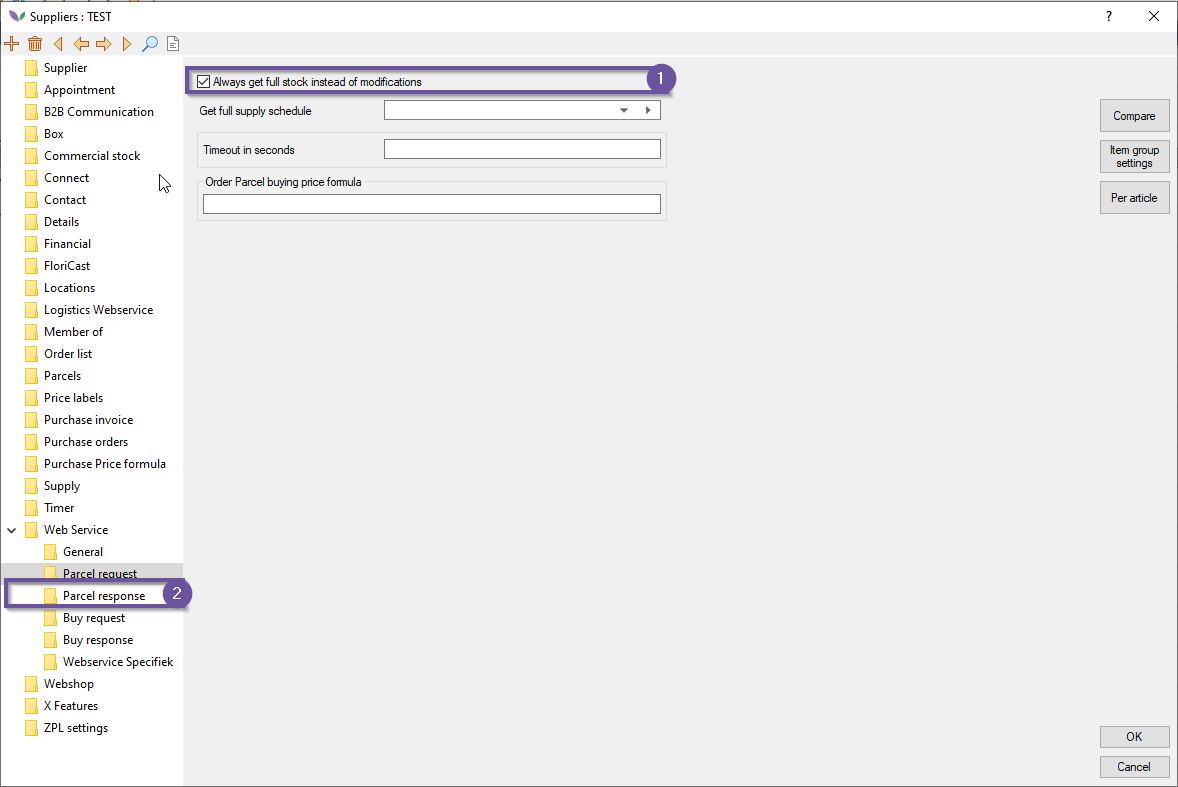 Suppliers : TEST
?
Supplier
Appointment
B2B Communication
Box
Commercial stock
Connect
Contact
Details
Financial
FloriCast
Locations
Logistics Webservice
Member of
Order list
Parcels
Price labels
Purchase invoice
Purchase orders
Purchase Price formula
Supply
Timer
Web Service
General
Parcel request
Parcel response
2
Buy request
Buy response
Webservice Specifiek
Webshop
X Features
ZPL settings
Always get full stock instead of modifications
1
Get full supply schedule
Timeout in seconds
Order Parcel buying price formula
Compare
Item group
settings
Per article
OK
Cancel